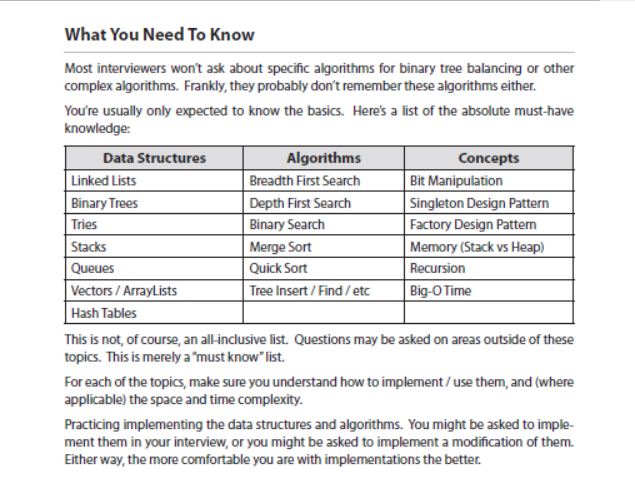 What You Need To Know
Most interviewers won't ask about specific algorithms for binary tree balancing or other
complex algorithms. Frankly, they probably don't remember these algorithms either.
You're usually only expected to know the basics. Here's a list of the absolute must-have
knowledge:
Data Structures Algorithms Concepts
Linked Lists Breadth First Search Bit Manipulation
Binary Trees Depth First Search Singleton Design Pattern
Tries Binary Search Factory Design Pattern
Stacks Merge Sort Memory (Stack vs Heap)
Queues Quick Sort Recursion
Vectors / ArrayLists Tree Insert / Find / etc Big-O Time
Hash Tables
This is not, of course, an all-inclusive list. Questions may be asked on areas outside of these
topics. This is merely a "must know" list.
For each of the topics, make sure you understand how to implement / use them, and (where
applicable) the space and time complexity.
Practicing implementing the data structures and algorithms. You might be asked to imple-
ment them in your interview, or you might be asked to implement a modification of them.
Either way, the more comfortable you are with implementations the better.